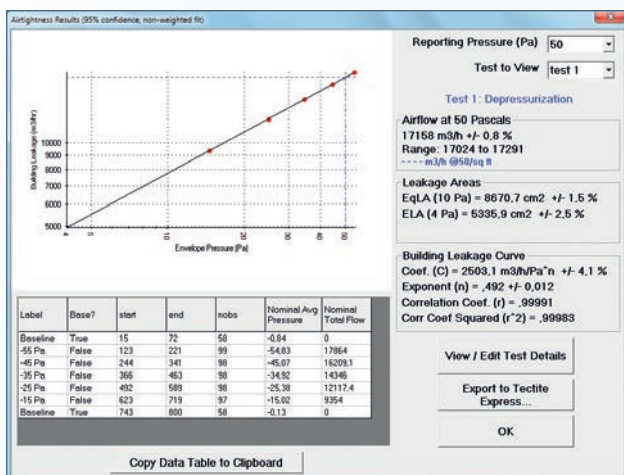 Airtightness Results (95% confidence, non-weighted fit)
Reporting Pressure (Pa) 50
Test to View test 1
Test 1: Depressurization
Airflow at 50 Pascals
17158 m3/h +/- 0,8 %
Range: 17024 to 17291
---- m3/h @50/sq ft
Leakage Areas
EqLA (10 Pa) = 8670,7 cm2 +/- 1,5 %
ELA (4 Pa) = 5335,9 cm2 +/- 2,5 %
Building Leakage Curve
Coef. (C) = 2503,1 m3/h/Pa^n +/- 4,1 %
Exponent (n) = ,492 +/- 0,012
Correlation Coef. (r) = ,99991
Corr Coef Squared (r^2) = ,99983
View / Edit Test Details
Export to Tectite
Express...
OK
Building Leakage (m3/hr)
10000
9000
8000
7000
6000
5000
4 5 10 20 30 40 50
Envelope Pressure [Pa]
Label Base? start end nobs Nominal Avg Pressure Nominal Total Flow
Baseline True 15 72 58 -0,84 0
-55 Pa False 123 221 99 -54,83 17864
-45 Pa False 244 341 98 -45,07 16209,1
-35 Pa False 366 463 98 -34,92 14346
-25 Pa False 492 589 98 -25,38 12117,4
-15 Pa False 623 719 97 -15,02 9354
Baseline True 743 800 58 -0,13 0
Copy Data Table to Clipboard